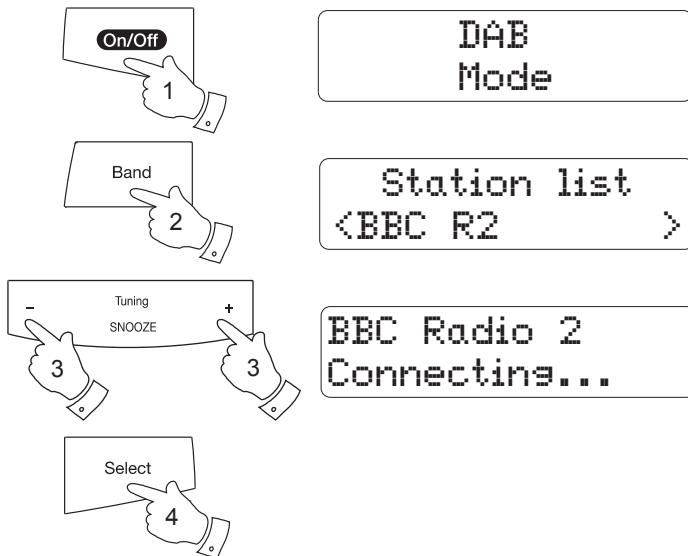 On/Off
1
DAB
Mode
Band
2
Station list
<BBC R2 >
- Tuning +
SNOOZE
3 3
BBC Radio 2
Connecting...
Select
4